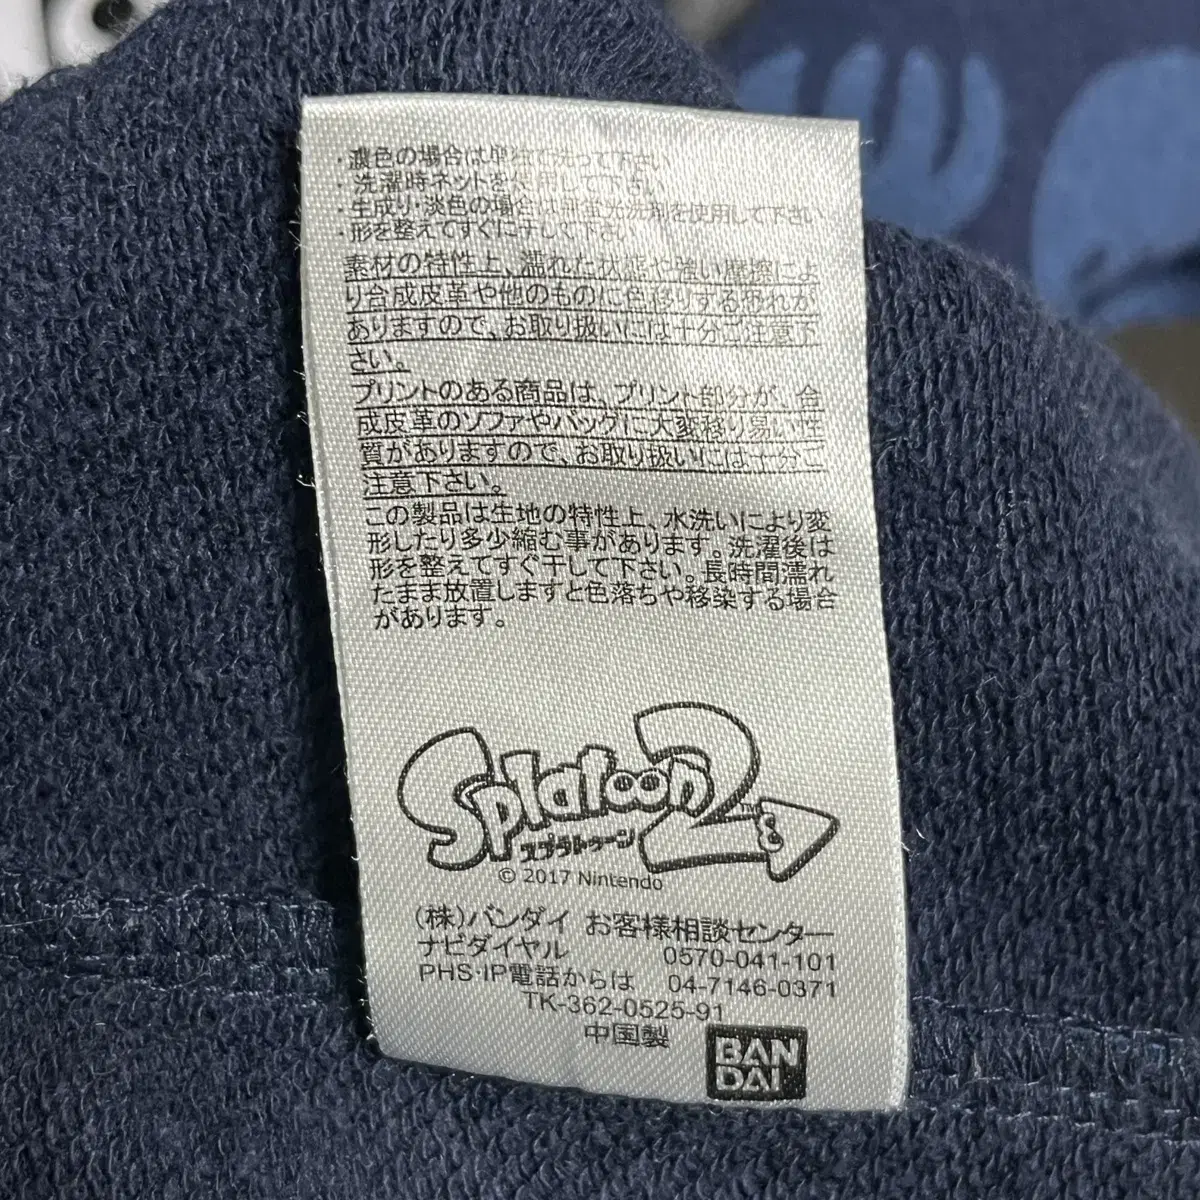 ・濃色の場合は単独で洗って下さい
・洗濯時ネットを使用して下さい
・生成り・淡色の場合は無蛍光洗剤を使用して下さい
・形を整えてすぐに干して下さい
素材の特性上、濡れた状態や強い摩擦によ
り合成皮革や他のものに色移りする恐れが
ありますので、お取り扱いには十分ご注意下
さい。
プリントのある商品は、プリント部分が、合
成皮革のソファやバッグに大変移り易い性
質がありますので、お取り扱いには十分ご
注意下さい。
この製品は生地の特性上、水洗いにより変
形したり多少縮む事があります。洗濯後は
形を整えてすぐ干して下さい。長時間濡れ
たまま放置しますと色落ちや移染する場合
があります。
Splatoon 2
スプラトゥーン
© 2017 Nintendo
(株)バンダイ お客様相談センター
ナビダイヤル 0570-041-101
PHS・IP電話からは 04-7146-0371
TK-362-0525-91
中国製
BAN
DAI